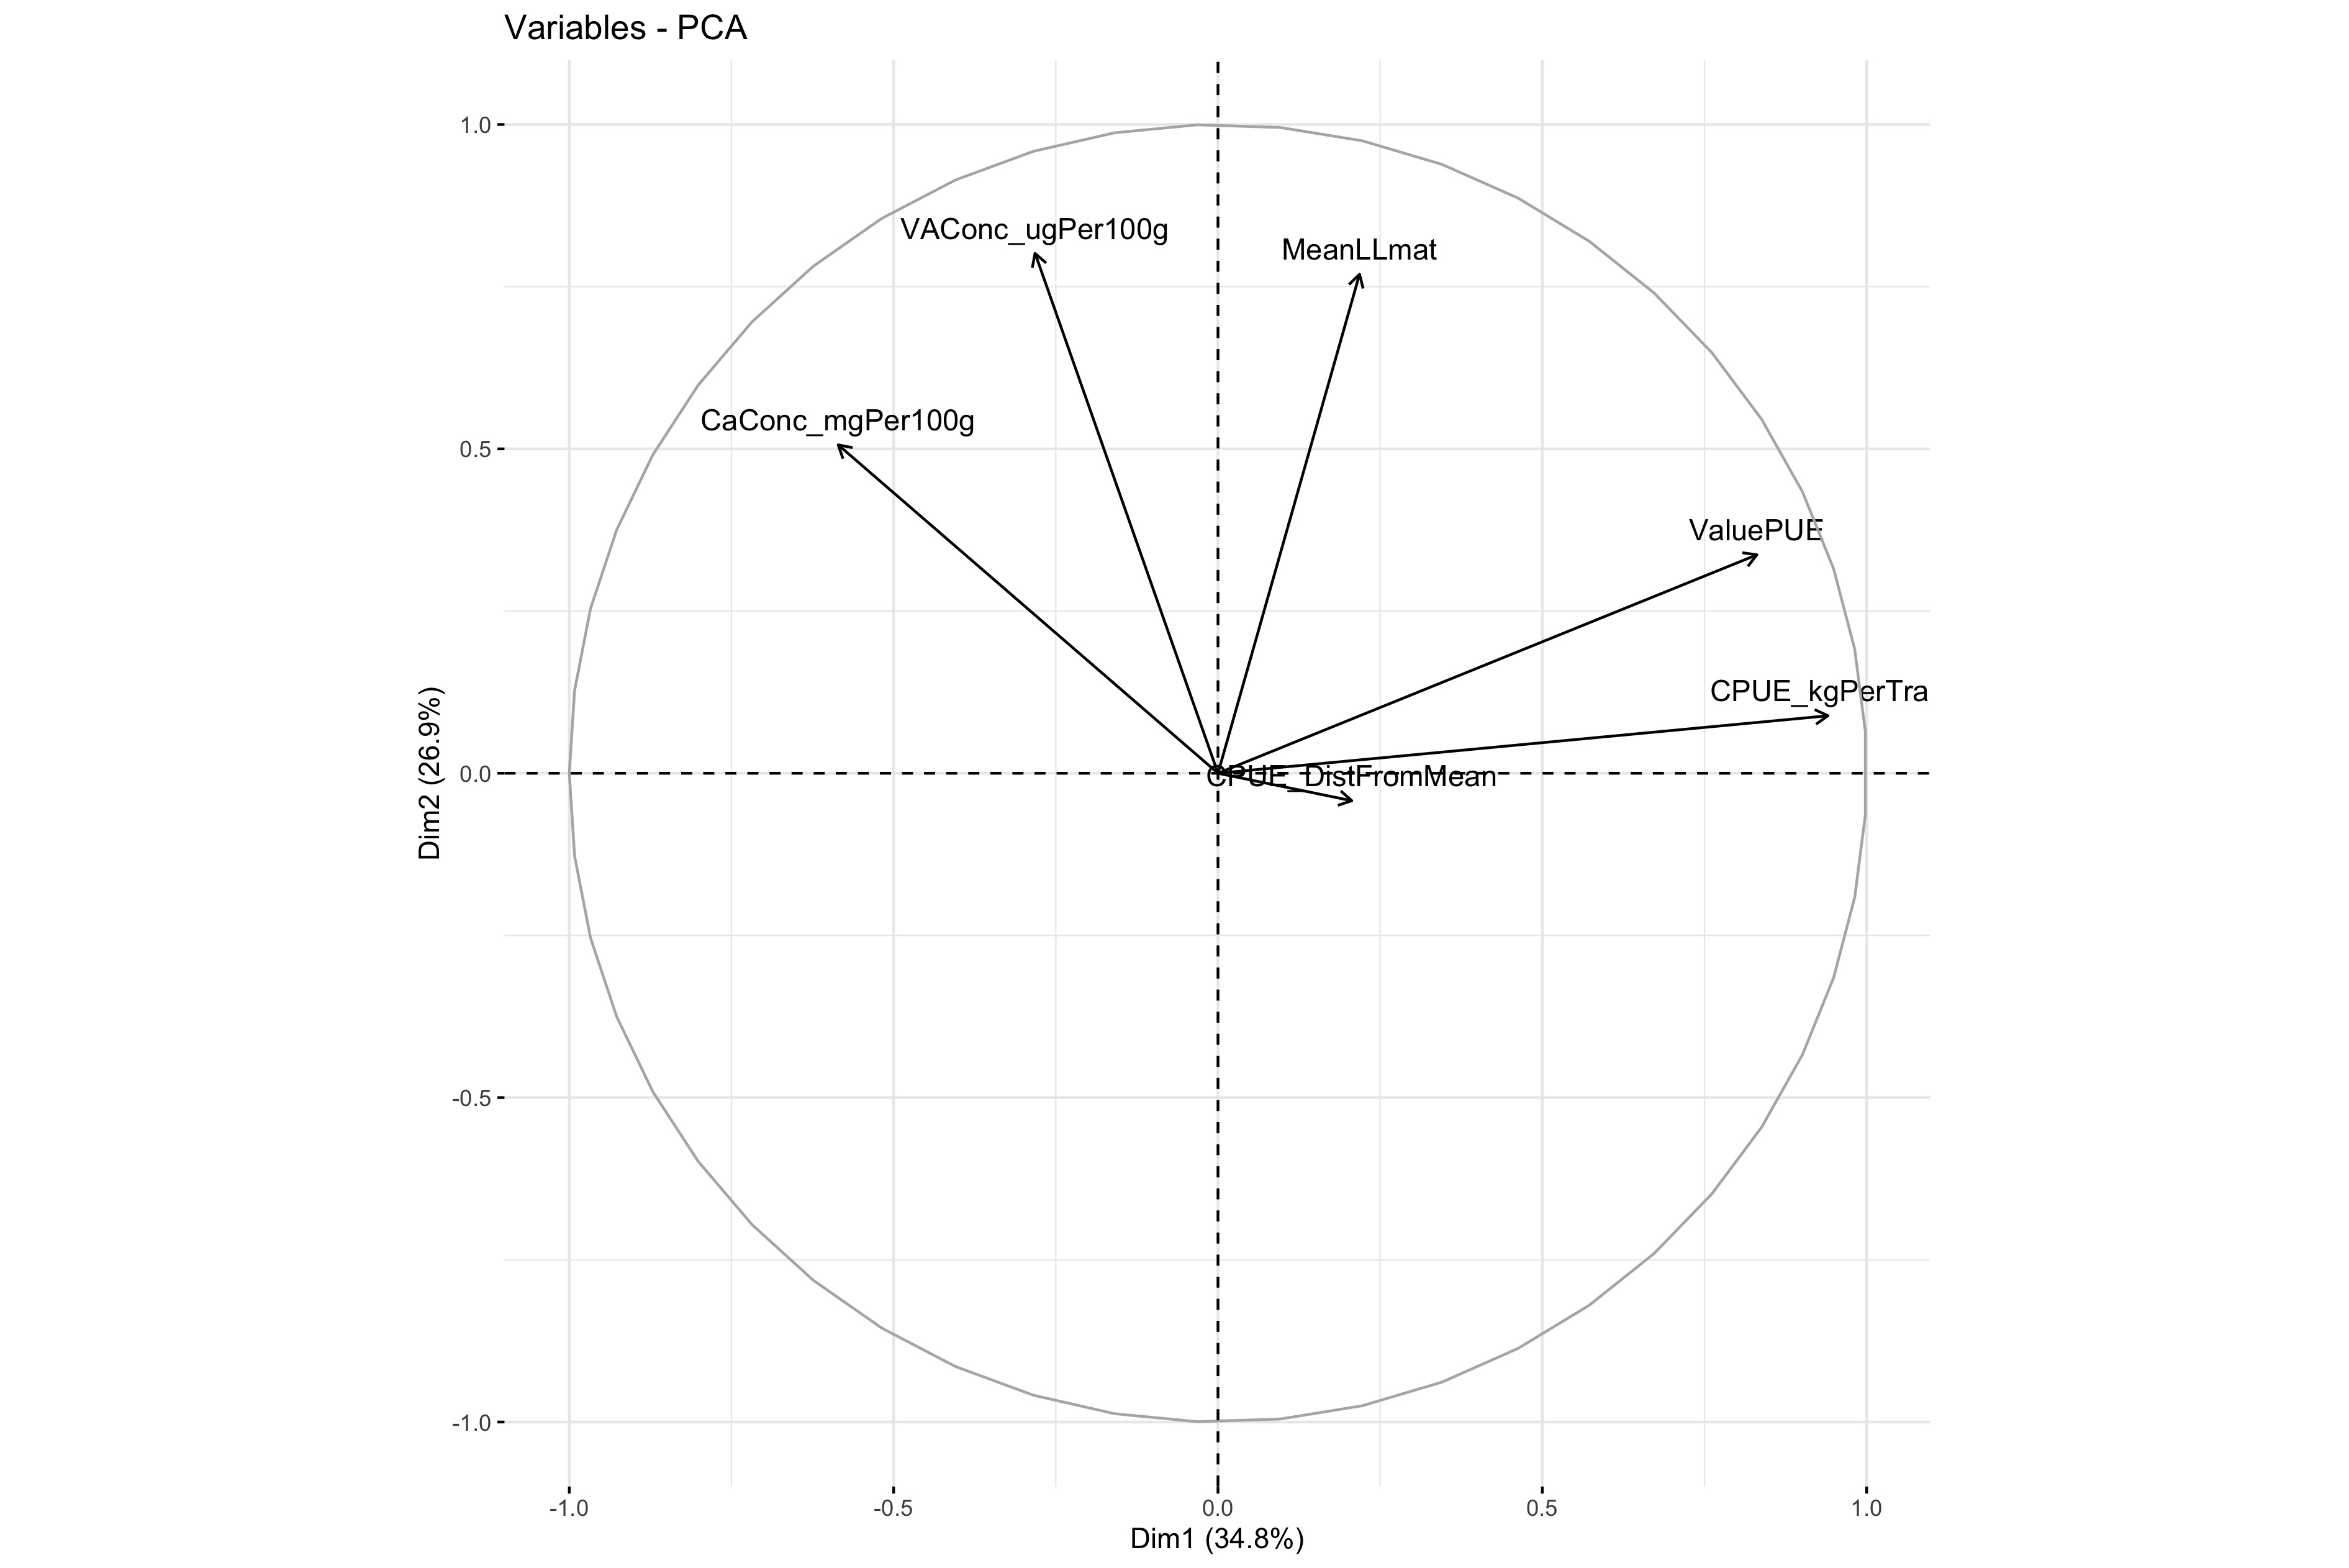 Variables - PCA
1.0
VAConc_ugPer100g
MeanLLmat
CaConc_mgPer100g
0.5
ValuePUE
CPUE_kgPerTra
0.0
CPUE_DistFromMean
Dim2 (26.9%)
-0.5
-1.0
-1.0
-0.5
0.0
0.5
1.0
Dim1 (34.8%)